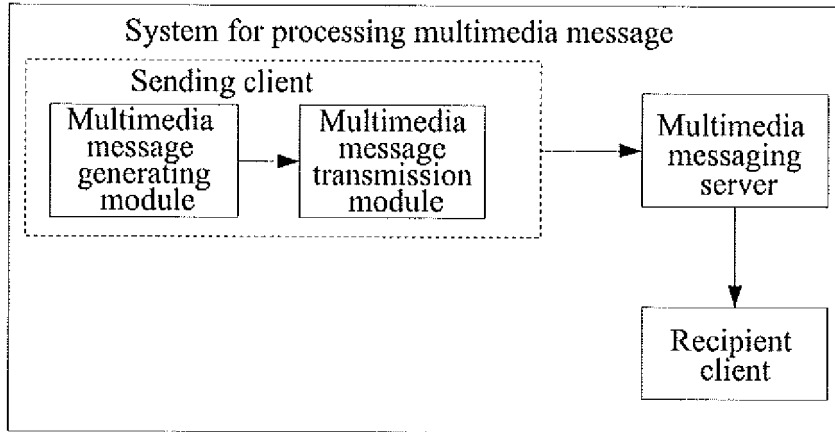 System for processing multimedia message
Sending client
Multimedia
message
generating
module
Multimedia
message
transmission
module
Multimedia
messaging
server
Recipient
client